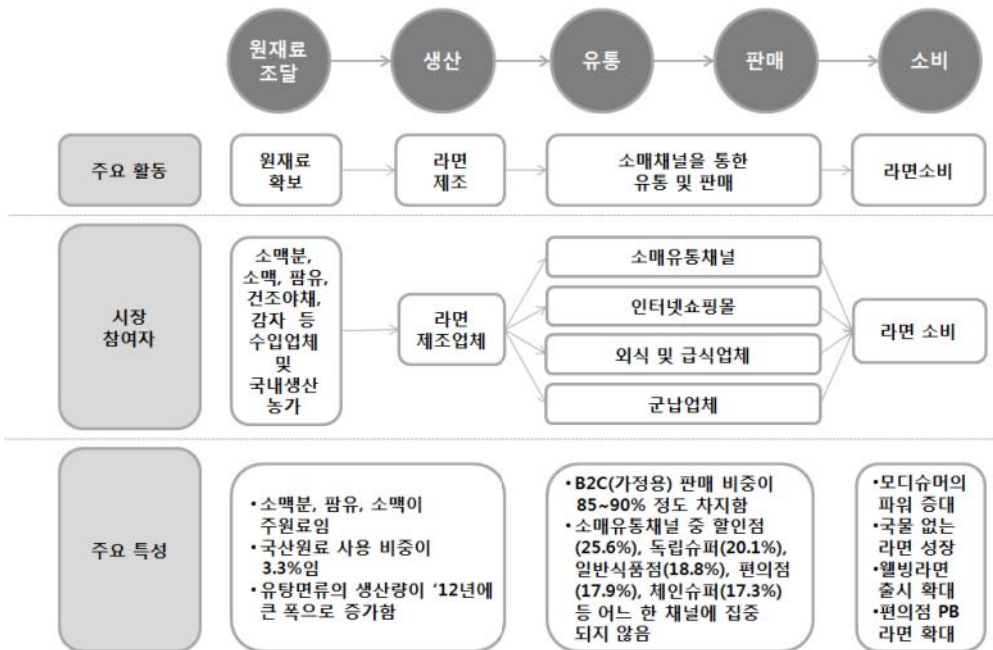 원재료
조달
생산
유통
판매
소비
주요 활동
원재료
확보
라면
제조
소매채널을 통한
유통 및 판매
라면소비
시장
참여자
소맥분,
소맥, 팜유,
건조야채,
감자 등
수입업체
및
국내생산
농가
라면
제조업체
소매유통채널
인터넷쇼핑몰
외식 및 급식업체
군납업체
라면 소비
주요 특성
•소맥분, 팜유, 소맥이
주원료임
•국산원료 사용 비중이
3.3%임
•유탕면류의 생산량이 ‘12년에
큰 폭으로 증가함
•B2C(가정용) 판매 비중이
85~90% 정도 차지함
•소매유통채널 중 할인점
(25.6%), 독립슈퍼(20.1%),
일반식품점(18.8%), 편의점
(17.9%), 체인슈퍼(17.3%)
등 어느 한 채널에 집중
되지 않음
•모디슈머의
파워 증대
•국물 없는
라면 성장
•웰빙라면
출시 확대
•편의점 PB
라면 확대